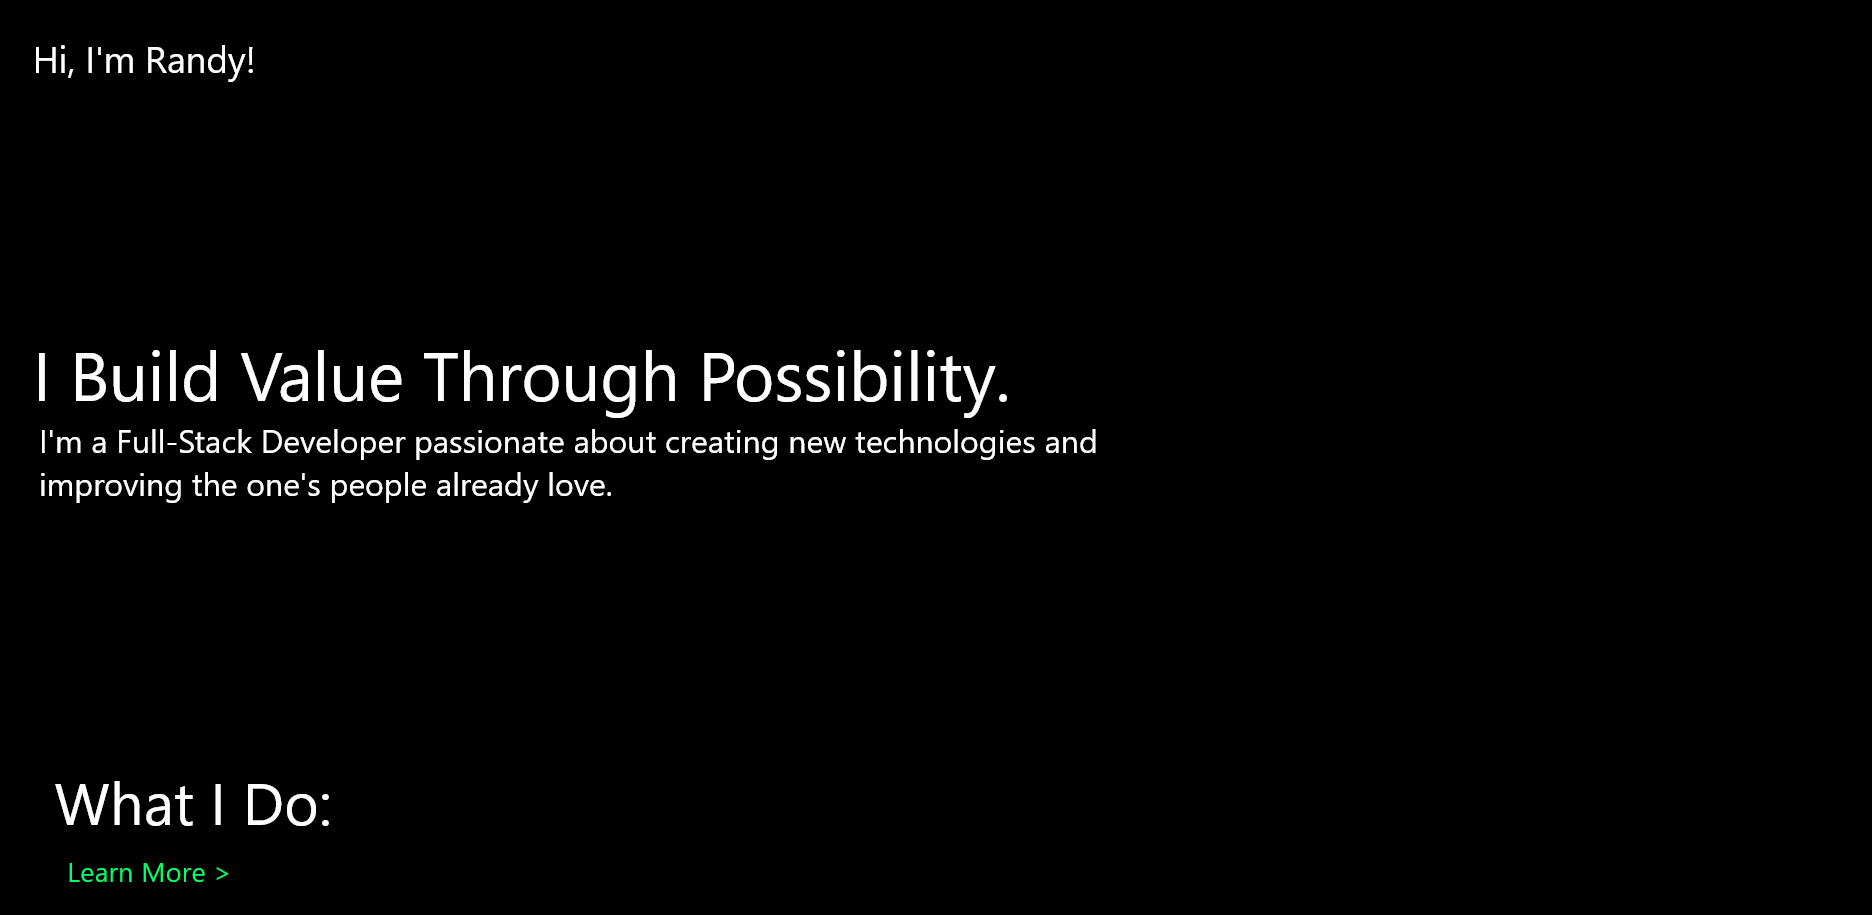 Hi, I'm Randy!
I Build Value Through Possibility.
I'm a Full-Stack Developer passionate about creating new technologies and
improving the one's people already love.
What I Do:
Learn More >